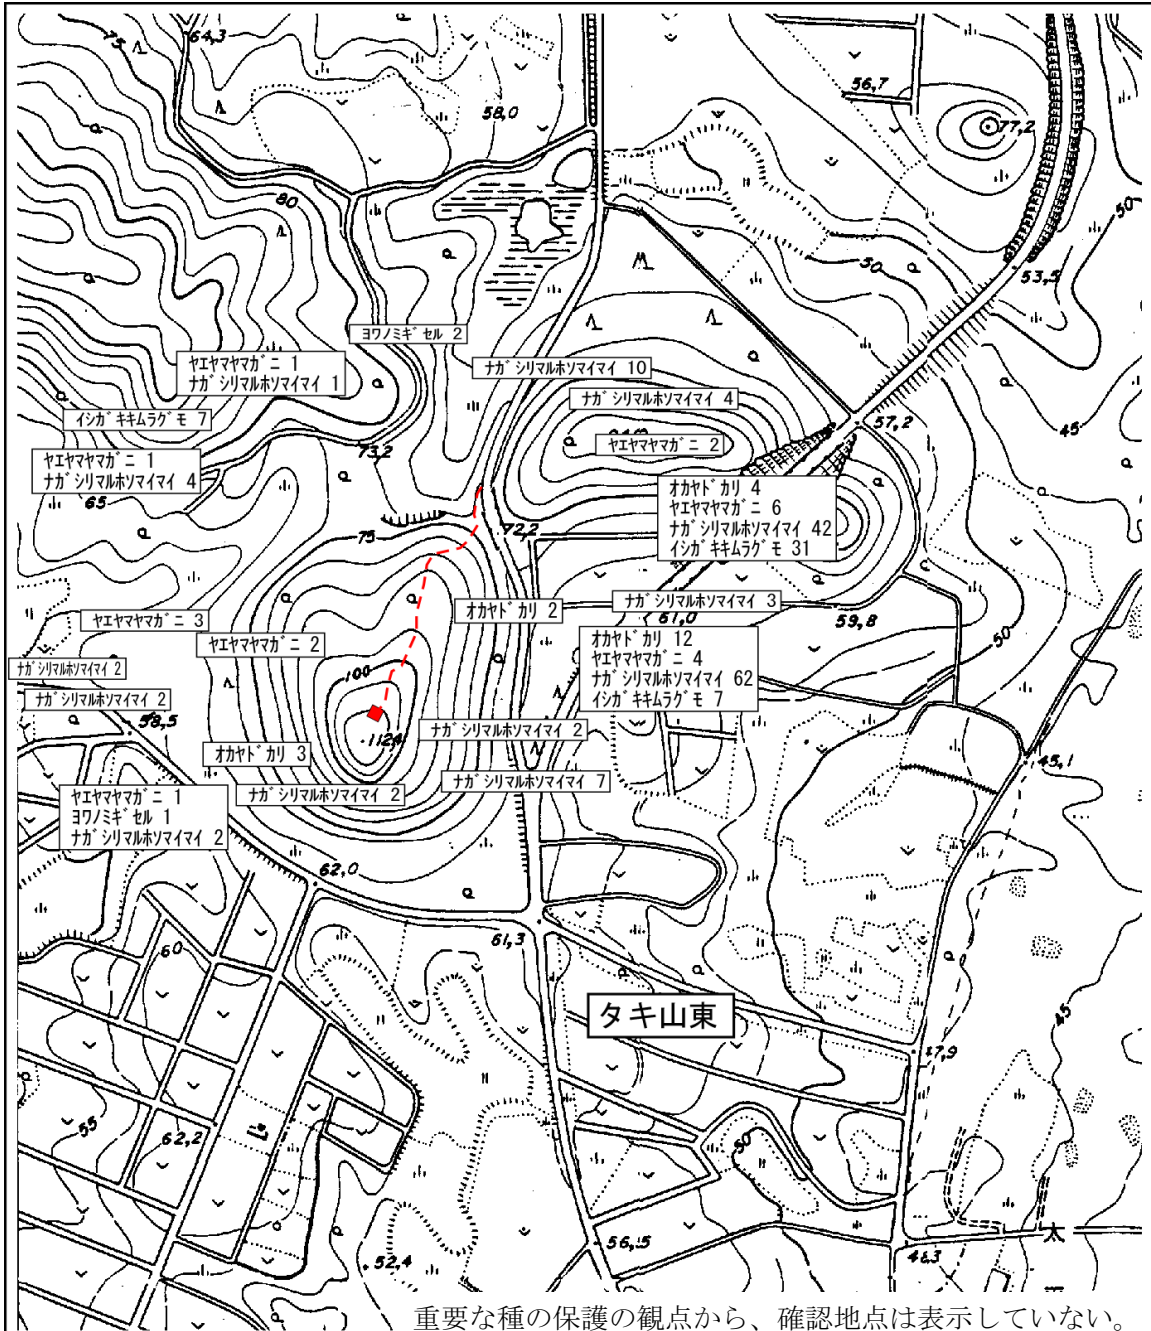 75
64,3
58,0
56,7
77,2
80
50
50
53,5
ヨワノミギセル 2
ヤエヤマヤマガニ 1
ナガシリマルホソマイマイ 1
ナガシリマルホソマイマイ 10
ナガシリマルホソマイマイ 4
イシガキキムラグモ 7
57,2
45
ヤエヤマヤマガニ 2
73,2
ヤエヤマヤマガニ 1
ナガシリマルホソマイマイ 4
65
オカヤドカリ 4
ヤエヤマヤマガニ 6
ナガシリマルホソマイマイ 42
イシガキキムラグモ 31
75
72,2
オカヤドカリ 2
ナガシリマルホソマイマイ 3
61,0
59,8
50
ヤエヤマヤマガニ 3
ヤエヤマヤマガニ 2
オカヤドカリ 12
ヤエヤマヤマガニ 4
ナガシリマルホソマイマイ 62
イシガキキムラグモ 7
ナガシリマルホソマイマイ 2
ナガシリマルホソマイマイ 2
100
58,5
ナガシリマルホソマイマイ 2
オカヤドカリ 3
45,1
ナガシリマルホソマイマイ 7
ナガシリマルホソマイマイ 2
ヤエヤマヤマガニ 1
ヨワノミギセル 1
ナガシリマルホソマイマイ 2
62,0
61,3
60
タキ山東
45
55
62,2
50
56,5
52,4
太
重要な種の保護の観点から、確認地点は表示していない。